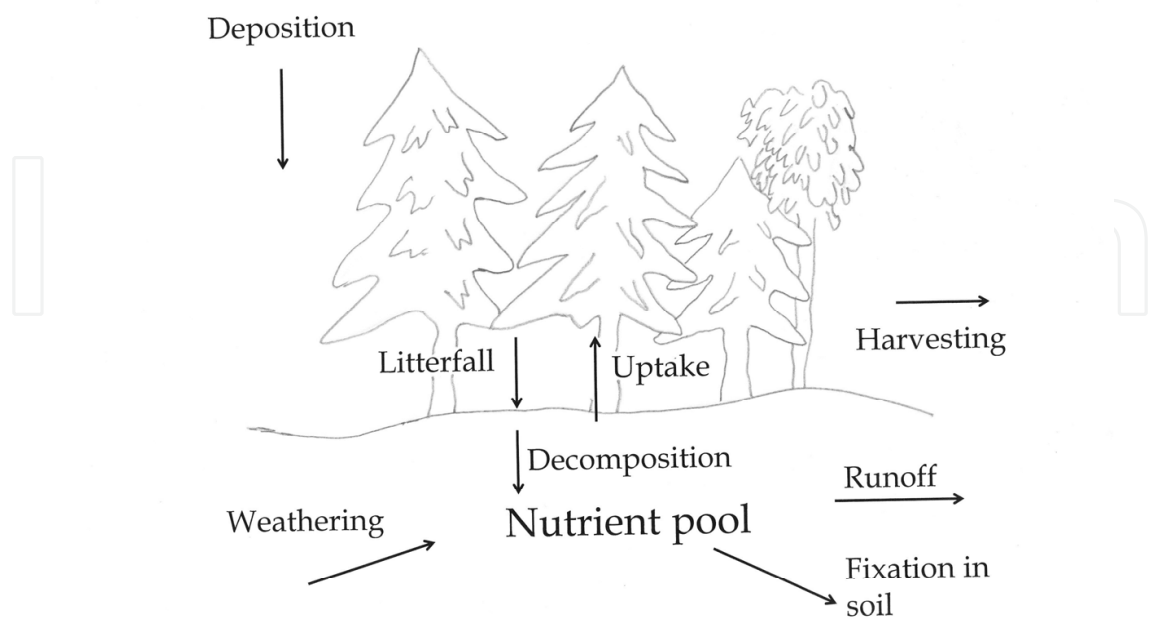 Deposition
Harvesting
Litterfall
Uptake
Decomposition
Runoff
Weathering
Nutrient pool
Fixation in
soil